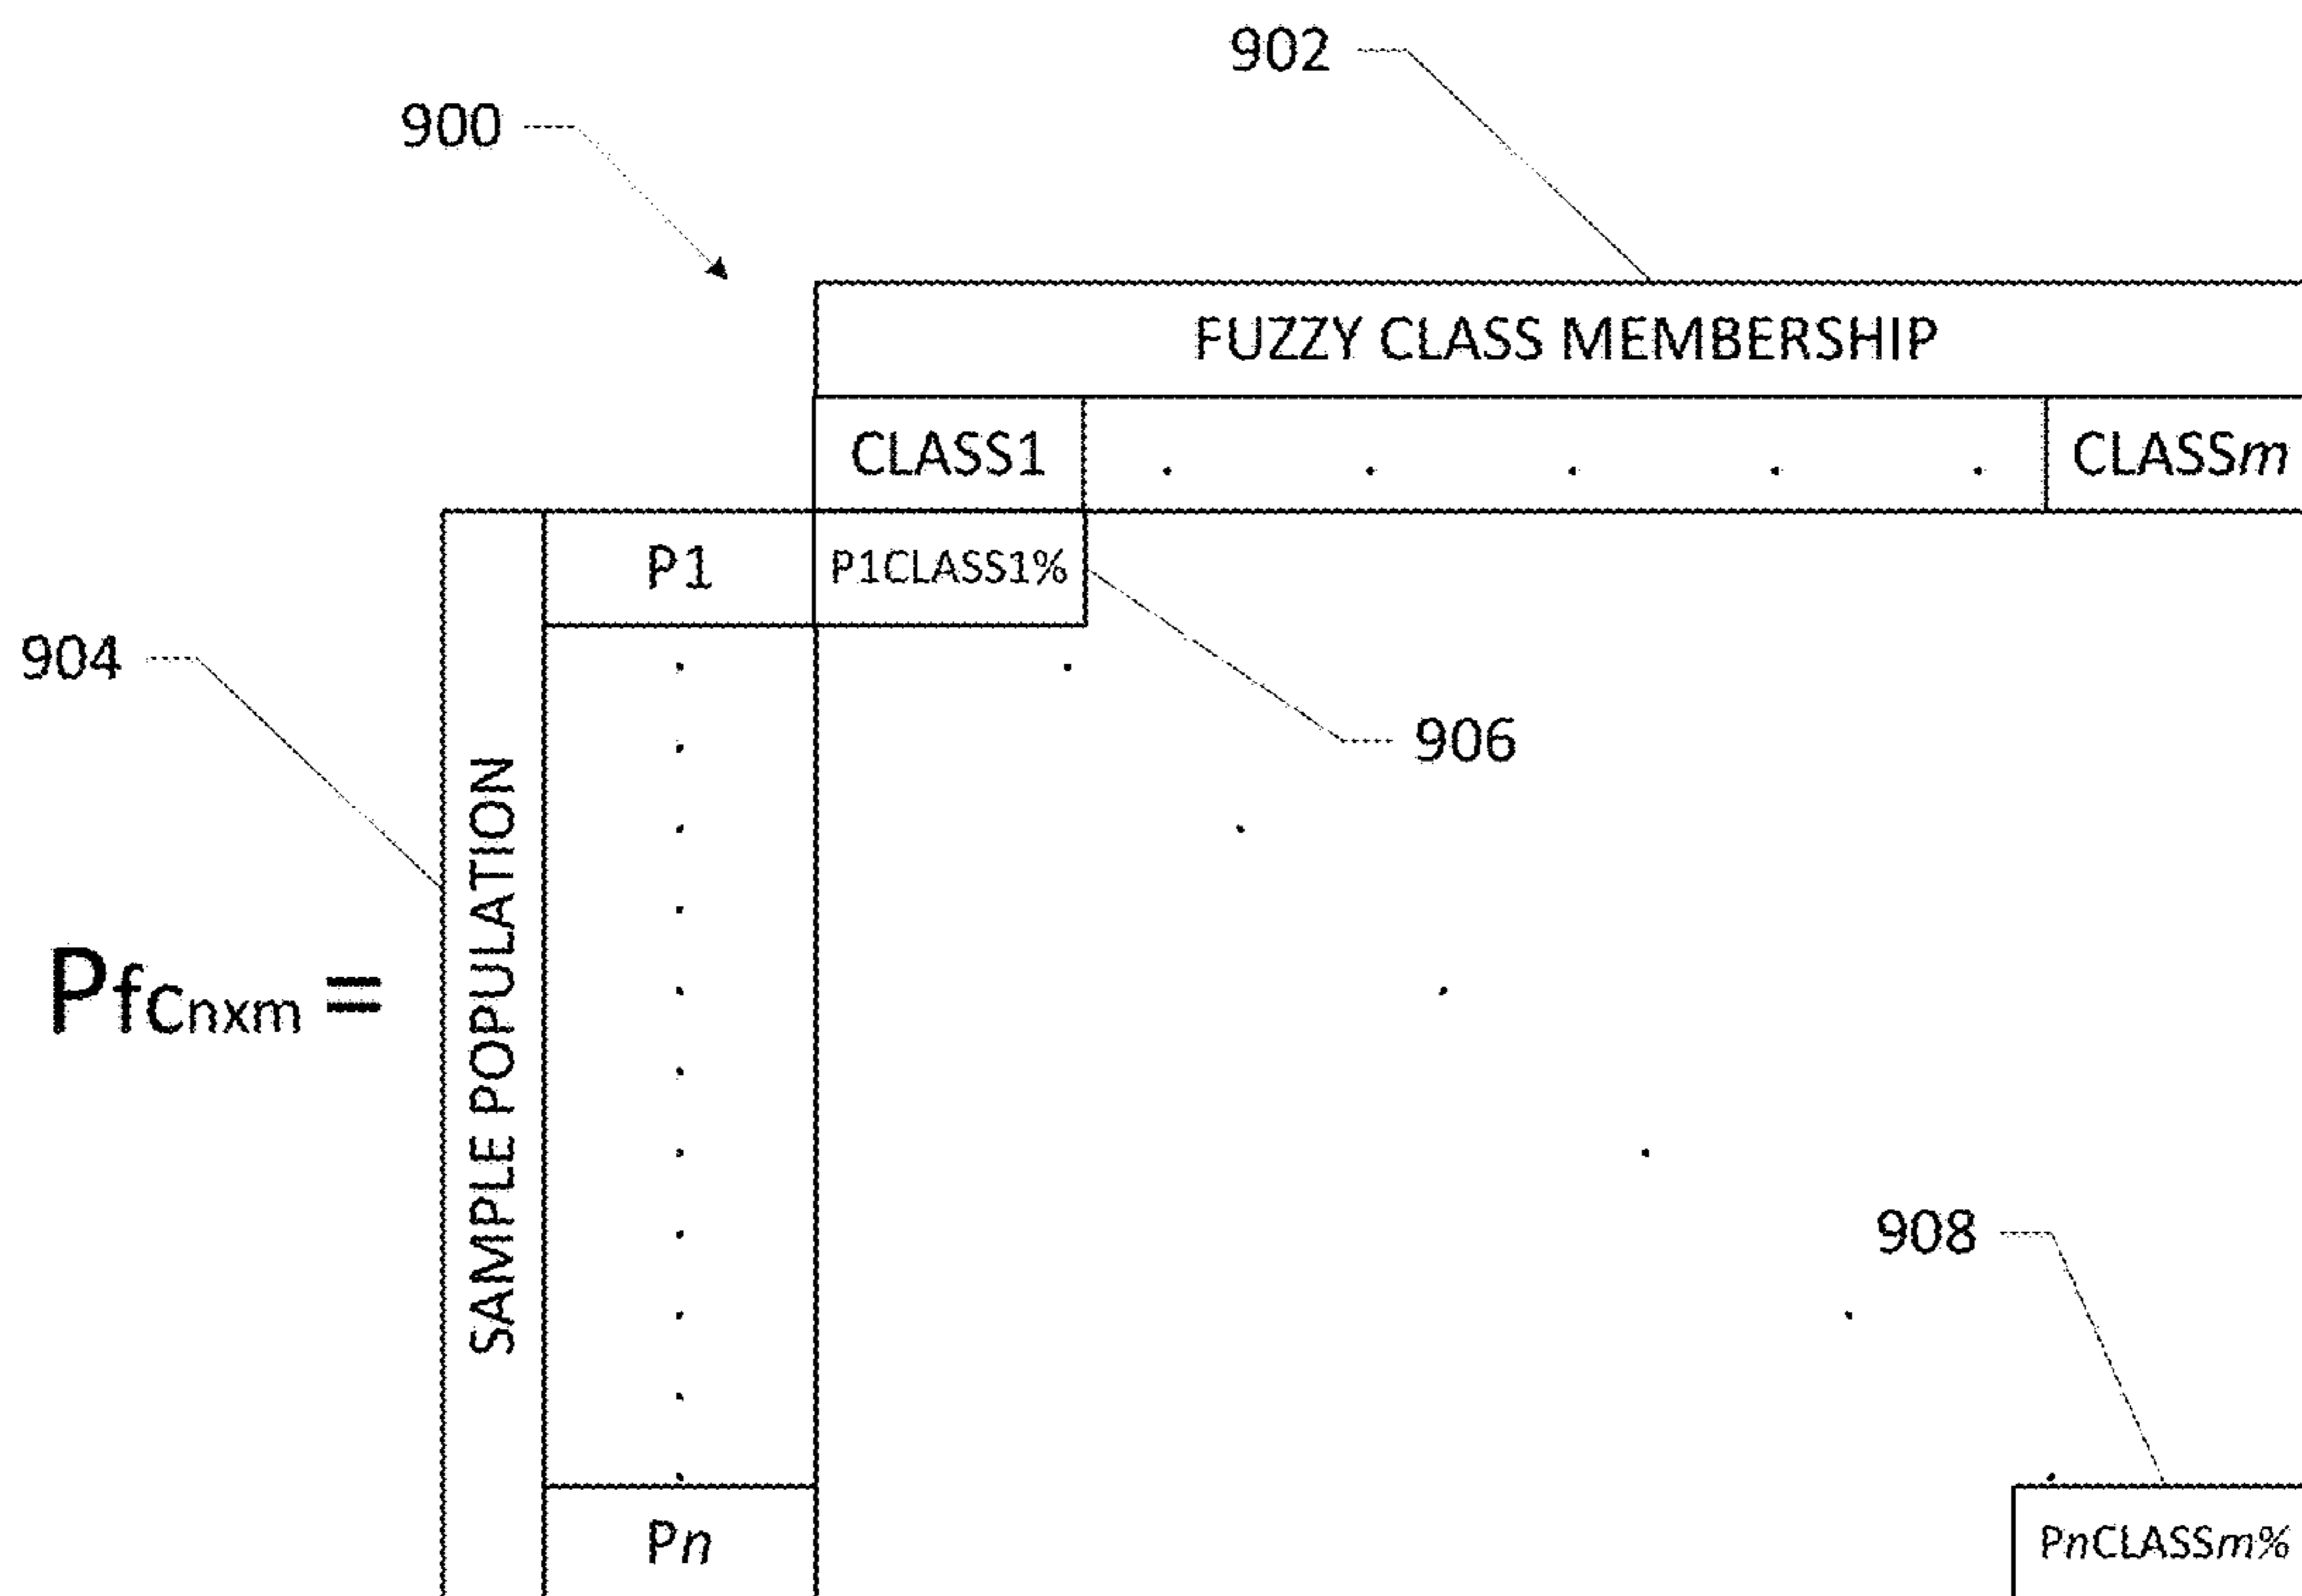 902
900
FUZZY CLASS MEMBERSHIP
CLASS1 . . . . . CLASSm
P1 P1CLASS1%
904
906
SAMPLE POPULATION
Pfcnxm =
908
Pn PnCLASSm%